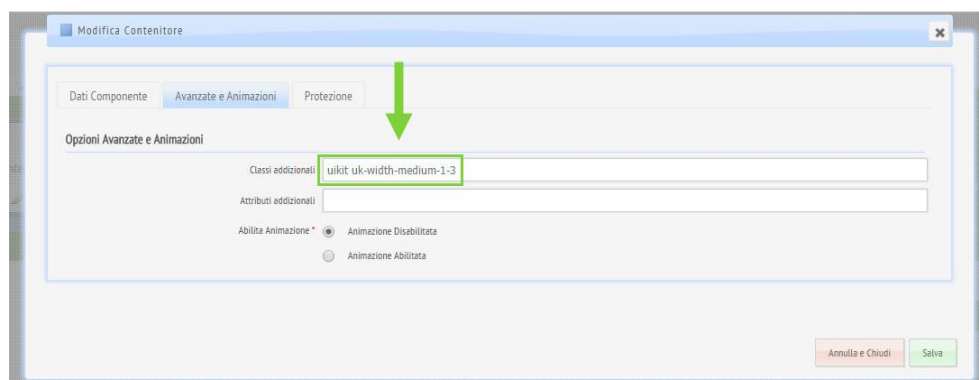 Modifica Contenitore
Dati Componente Avanzate e Animazioni Protezione
Opzioni Avanzate e Animazioni
Classi addizionali uikit uk-width-medium-1-3
Attributi addizionali
Abilita Animazione * Animazione Disabilitata
Animazione Abilitata
Annulla e Chiudi Salva